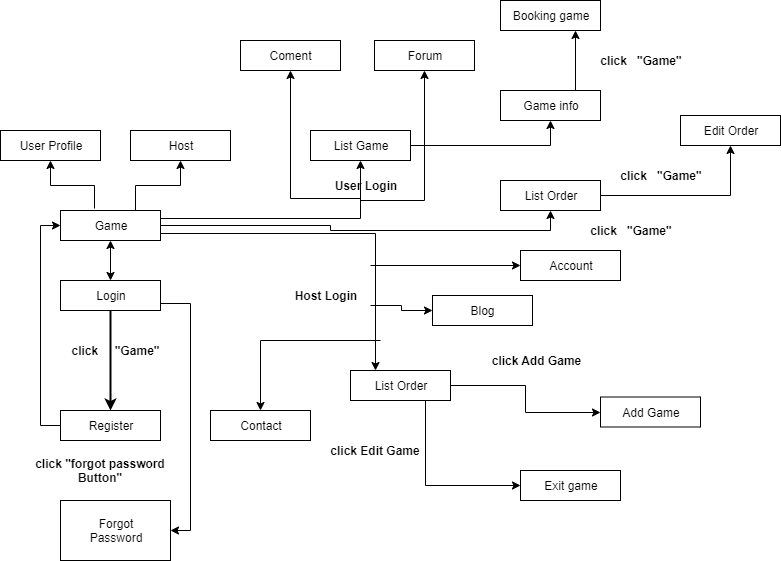 Booking game
Coment
Forum
click "Game"
Game info
Edit Order
User Profile
Host
List Game
click "Game"
User Login
List Order
Game
click "Game"
Account
Login
Host Login
Blog
click "Game"
click Add Game
List Order
Add Game
Register
Contact
click Edit Game
click "forgot password
Button"
Exit game
Forgot
Password